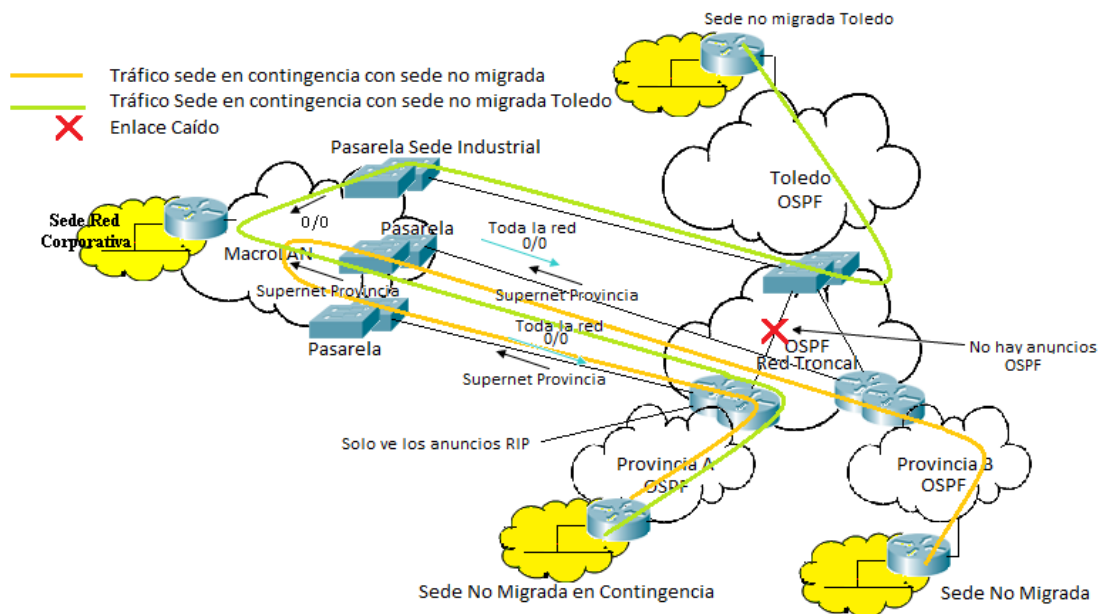 Sede no migrada Toledo
Tráfico sede en contingencia con sede no migrada
Tráfico Sede en contingencia con sede no migrada Toledo
Enlace Caído
Pasarela Sede Industrial
Toledo
OSPF
Sede Red
Corporativa
0/0
Pasarela
Toda la red
0/0
MacroLAN
Supernet Provincia
Supernet Provincia
Pasarela
Toda la red
0/0
Supernet Provincia
OSPF
Red Troncal
No hay anuncios
OSPF
Solo ve los anuncios RIP
Provincia A
OSPF
Provincia B
OSPF
Sede No Migrada en Contingencia
Sede No Migrada